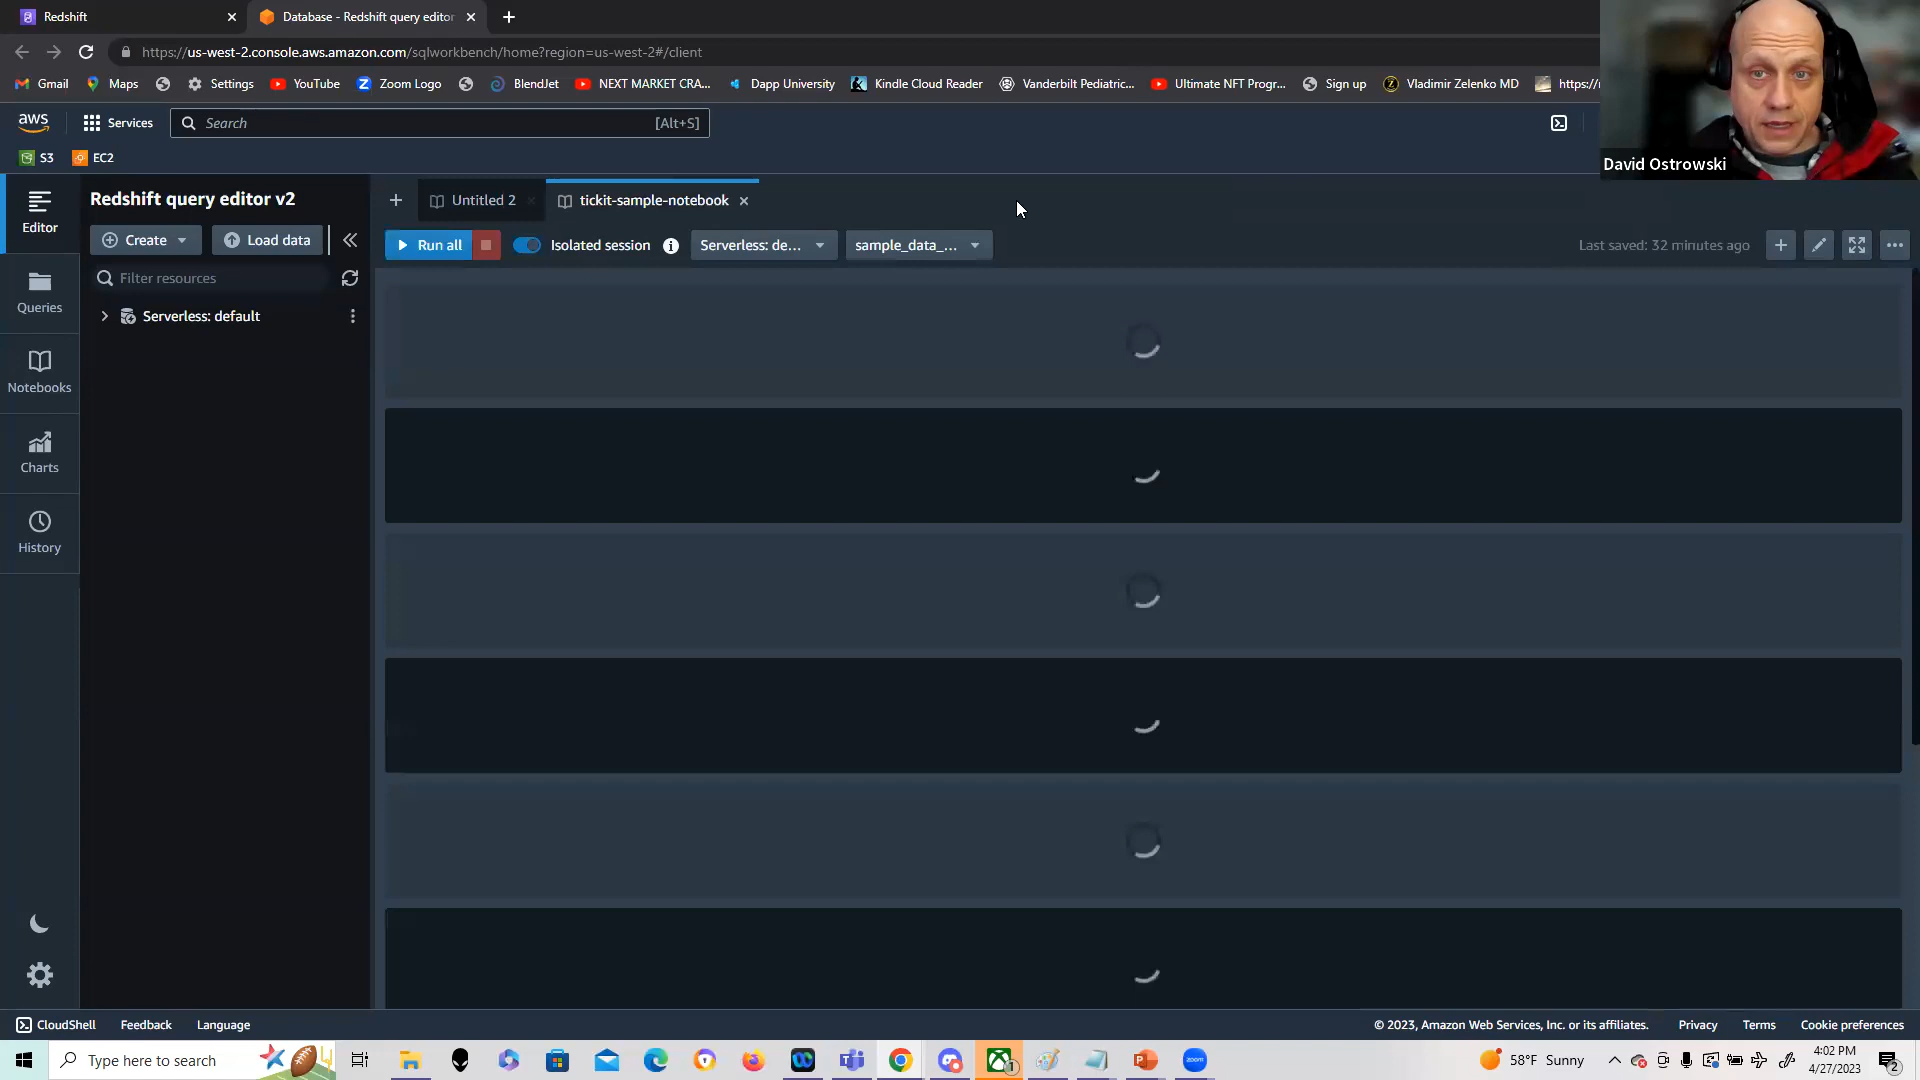 Redshift
Database - Redshift query editor
https://us-west-2.console.aws.amazon.com/sqlworkbench/home?region=us-west-2#/client
Gmail
Maps
Settings
YouTube
Zoom Logo
BlendJet
NEXT MARKET CRA...
Dapp University
Kindle Cloud Reader
Vanderbilt Pediatric...
Ultimate NFT Progr...
Sign up
Vladimir Zelenko MD
aws
Services
Search
[Alt+S]
David Ostrowski
S3
EC2
Editor
Queries
Notebooks
Charts
History
Redshift query editor v2
Create
Load data
Filter resources
Serverless: default
Untitled 2
tickit-sample-notebook
Run all
Isolated session
Serverless: de...
sample_data_...
Last saved: 32 minutes ago
CloudShell
Feedback
Language
© 2023, Amazon Web Services, Inc. or its affiliates.
Privacy
Terms
Cookie preferences
Type here to search
58°F Sunny
4:02 PM
4/27/2023